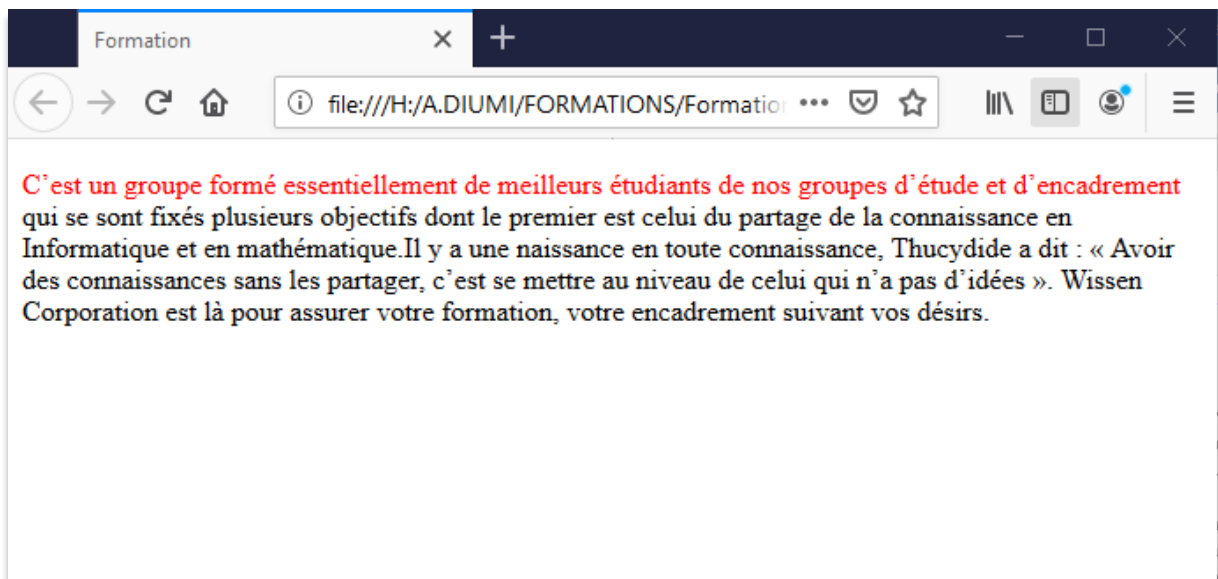 Formation
file:///H:/A.DIUMI/FORMATIONS/Formation
C’est un groupe formé essentiellement de meilleurs étudiants de nos groupes d’étude et d’encadrement
qui se sont fixés plusieurs objectifs dont le premier est celui du partage de la connaissance en
Informatique et en mathématique.Il y a une naissance en toute connaissance, Thucydide a dit : « Avoir
des connaissances sans les partager, c’est se mettre au niveau de celui qui n’a pas d’idées ». Wissen
Corporation est là pour assurer votre formation, votre encadrement suivant vos désirs.